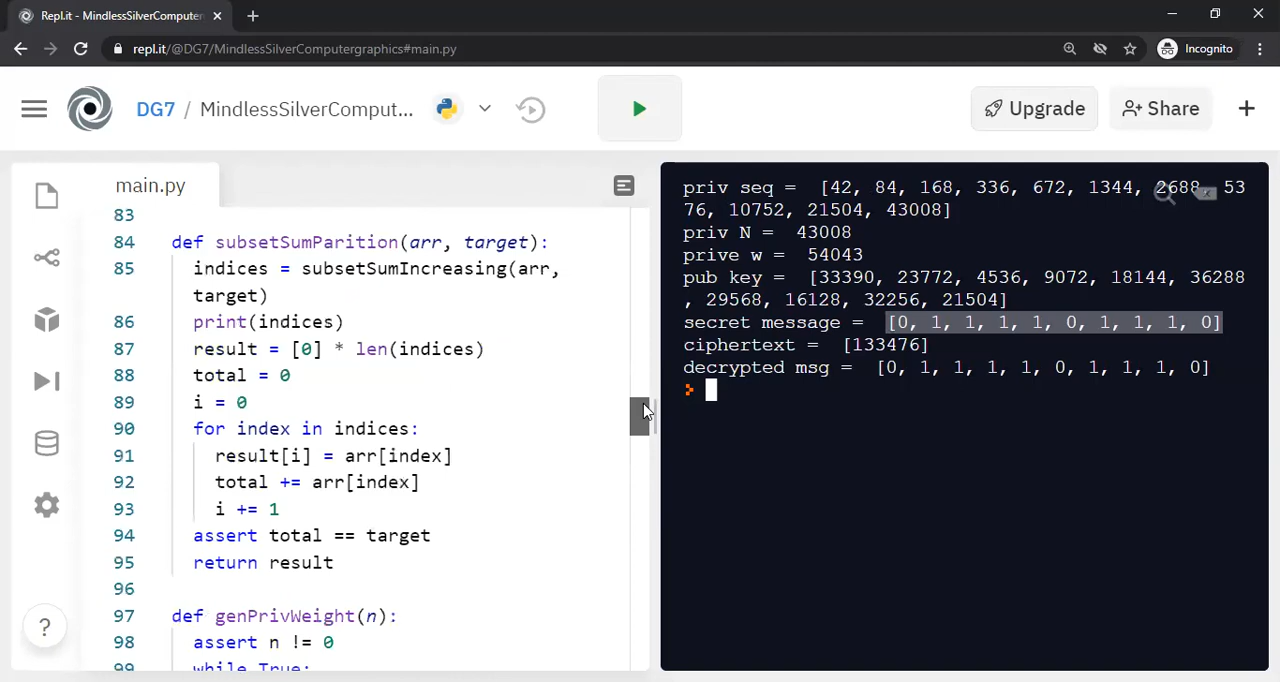 Repl.it - MindlessSilverComputer
repl.it/@DG7/MindlessSilverComputergraphics#main.py
Incognito
DG7 / MindlessSilverComput...
Upgrade
Share
main.py
83
84 def subsetSumParition(arr, target):
85 indices = subsetSumIncreasing(arr,
target)
86 print(indices)
87 result = [0] * len(indices)
88 total = 0
89 i = 0
90 for index in indices:
91 result[i] = arr[index]
92 total += arr[index]
93 i += 1
94 assert total == target
95 return result
96
97 def genPrivWeight(n):
98 assert n != 0
99 while True:
?
priv seq = [42, 84, 168, 336, 672, 1344, 2688, 53
76, 10752, 21504, 43008]
priv N = 43008
prive w = 54043
pub key = [33390, 23772, 4536, 9072, 18144, 36288
, 29568, 16128, 32256, 21504]
secret message = [0, 1, 1, 1, 1, 0, 1, 1, 1, 0]
ciphertext = [133476]
decrypted msg = [0, 1, 1, 1, 1, 0, 1, 1, 1, 0]